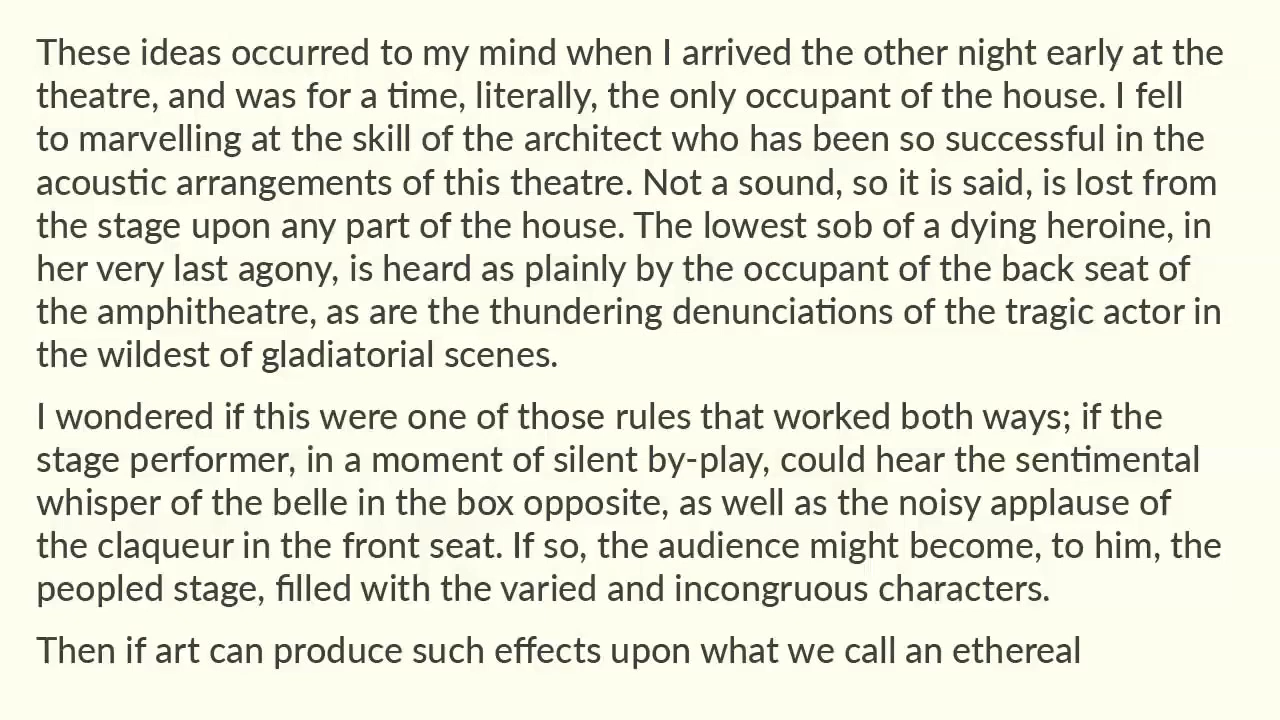 These ideas occurred to my mind when I arrived the other night early at the
theatre, and was for a time, literally, the only occupant of the house. I fell
to marvelling at the skill of the architect who has been so successful in the
acoustic arrangements of this theatre. Not a sound, so it is said, is lost from
the stage upon any part of the house. The lowest sob of a dying heroine, in
her very last agony, is heard as plainly by the occupant of the back seat of
the amphitheatre, as are the thundering denunciations of the tragic actor in
the wildest of gladiatorial scenes.
I wondered if this were one of those rules that worked both ways; if the
stage performer, in a moment of silent by-play, could hear the sentimental
whisper of the belle in the box opposite, as well as the noisy applause of
the claqueur in the front seat. If so, the audience might become, to him, the
peopled stage, filled with the varied and incongruous characters.
Then if art can produce such effects upon what we call an ethereal